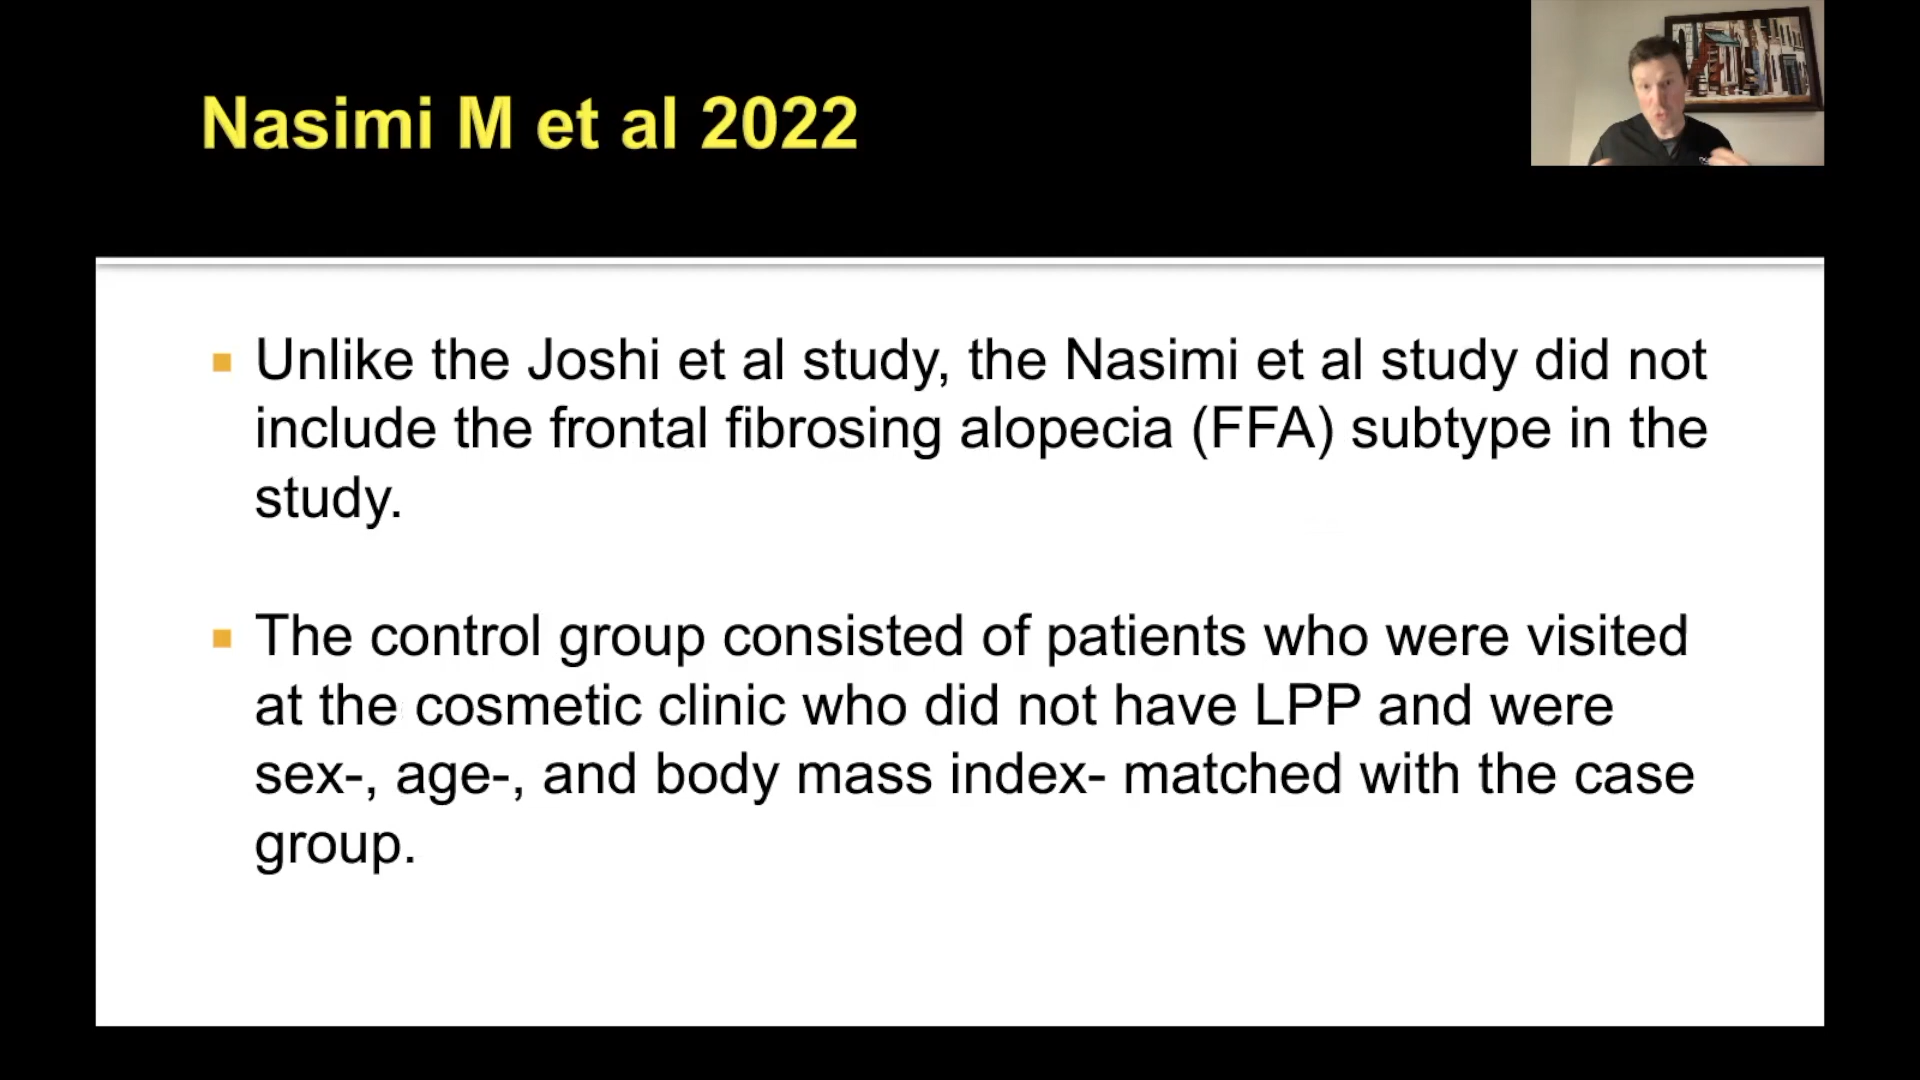 Nasimi M et al 2022
Unlike the Joshi et al study, the Nasimi et al study did not
include the frontal fibrosing alopecia (FFA) subtype in the
study.
The control group consisted of patients who were visited
at the cosmetic clinic who did not have LPP and were
sex-, age-, and body mass index- matched with the case
group.